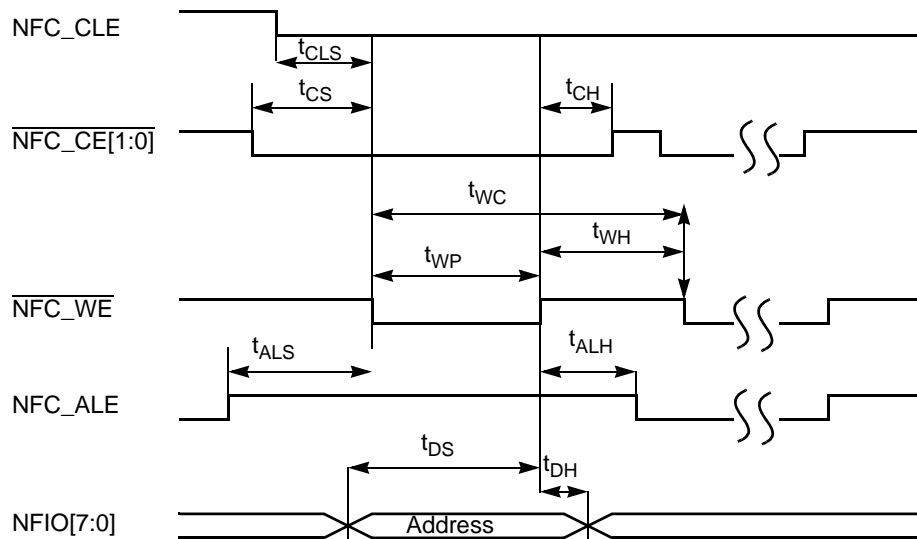 NFC_CLE
tCLS
tCS
tCH
NFC_CE[1:0]
tWC
tWH
tWP
NFC_WE
tALS
tALH
NFC_ALE
tDS
tDH
NFIO[7:0]
Address